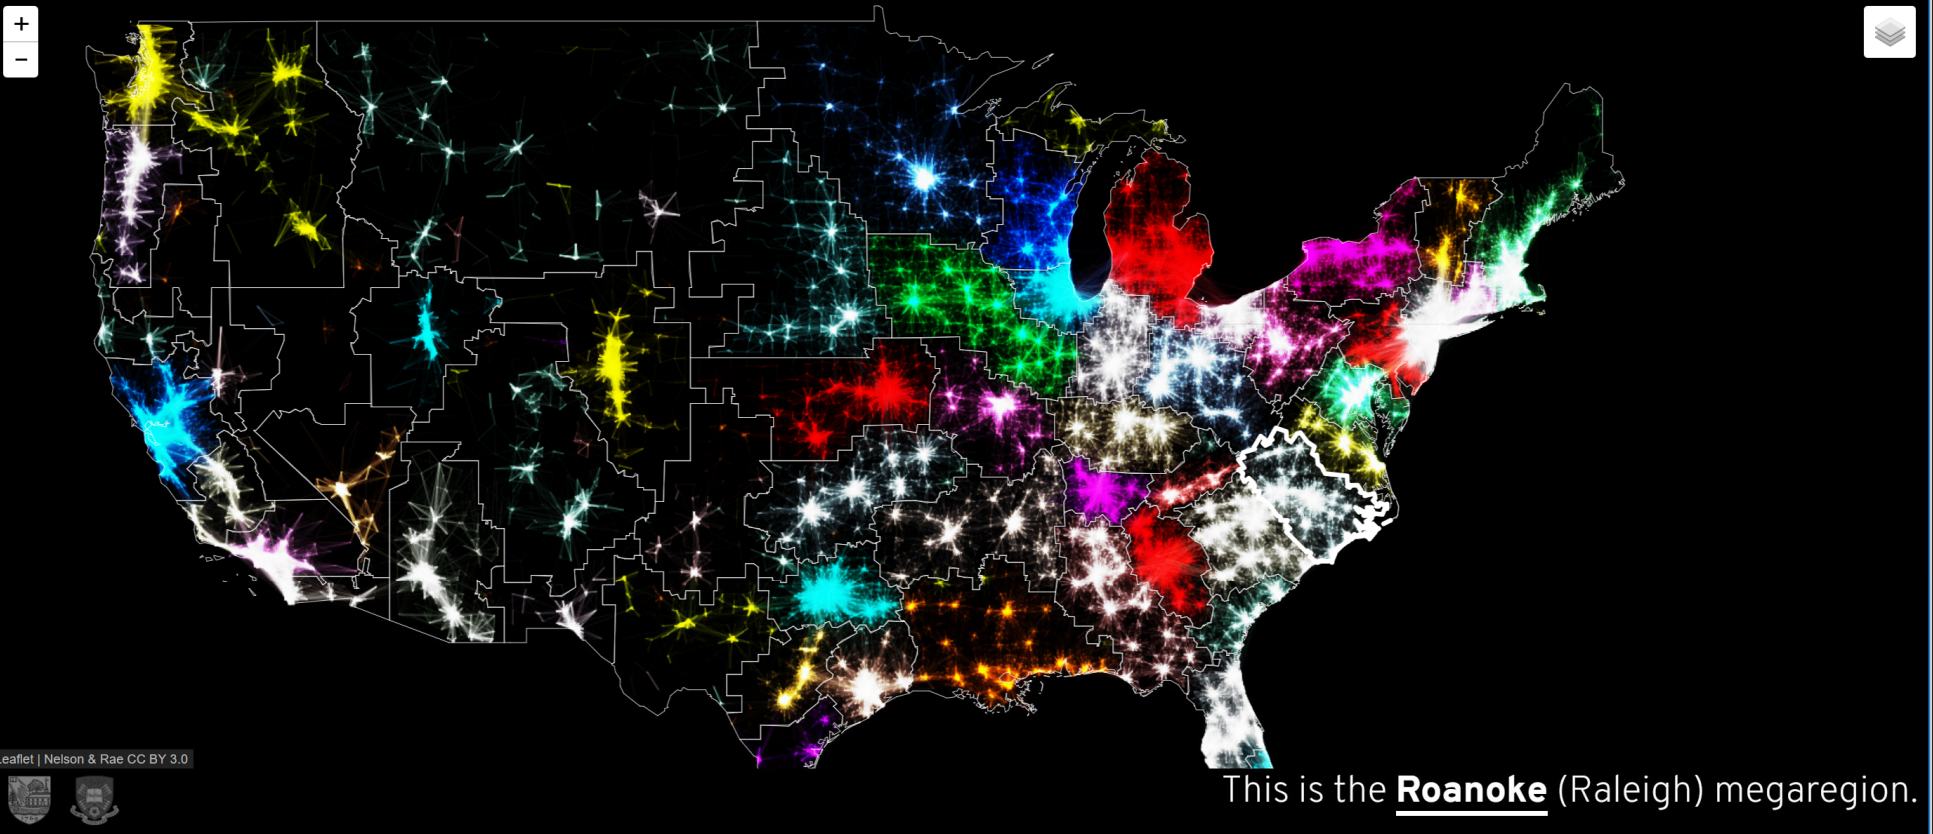 +
−
Leaflet | Nelson & Rae CC BY 3.0
This is the Roanoke (Raleigh) megaregion.